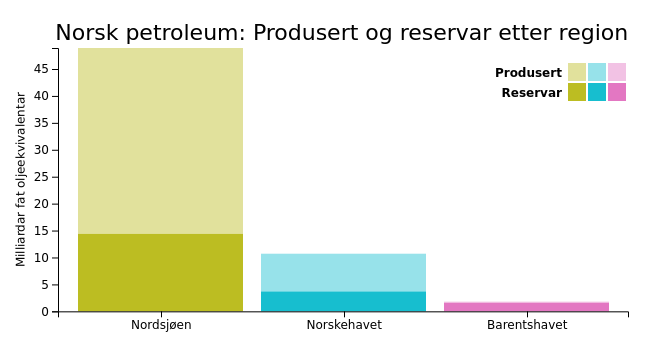 Norsk petroleum: Produsert og reservar etter region
Produsert
Reservar
Milliardar fat oljeekvivalentar
45
40
35
30
25
20
15
10
5
0
Nordsjøen
Norskehavet
Barentshavet